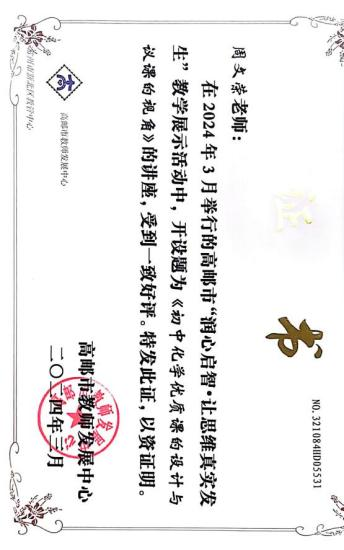 证书
NO. 321084HD05531
周文荣老师：
在2024年3月举行的高邮市“润心启智·让思维真实发
生”教学展示活动中，开设题为《初中化学优质课的设计与
议课的视角》的讲座，受到一致好评。特发此证，以资证明。
高邮市教师发展中心
二〇二四年三月
高邮市教师发展中心